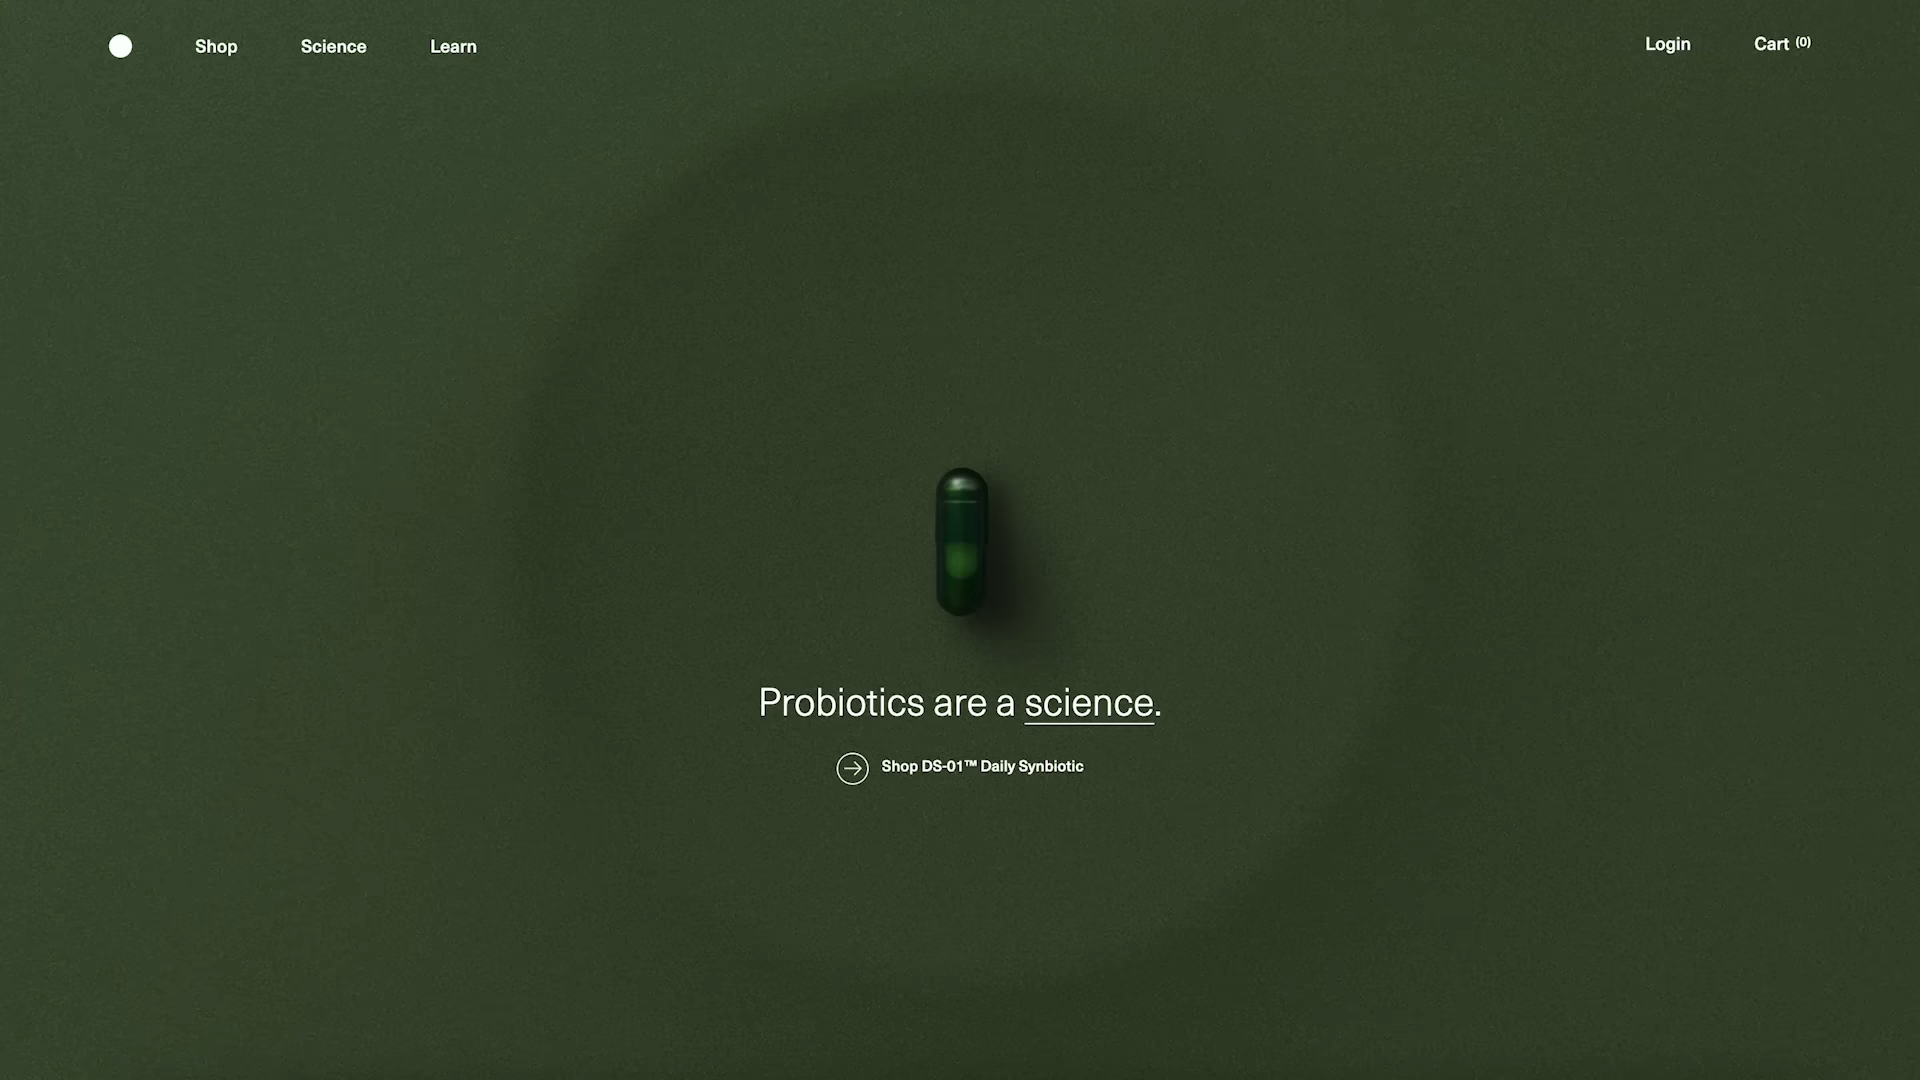 Shop
Science
Learn
Login
Cart (0)
Probiotics are a science.
Shop DS-01™ Daily Synbiotic